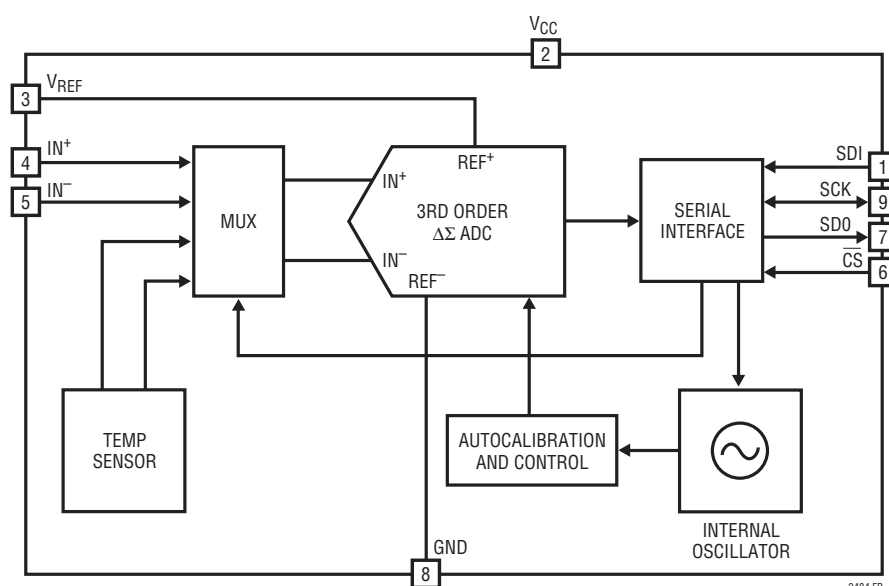 VCC
2
3
VREF
4
IN+
5
IN−
MUX
IN+
IN−
REF+
3RD ORDER
ΔΣ ADC
REF−
SERIAL
INTERFACE
SDI
1
SCK
9
SD0
7
CS
6
TEMP
SENSOR
AUTOCALIBRATION
AND CONTROL
INTERNAL
OSCILLATOR
GND
8